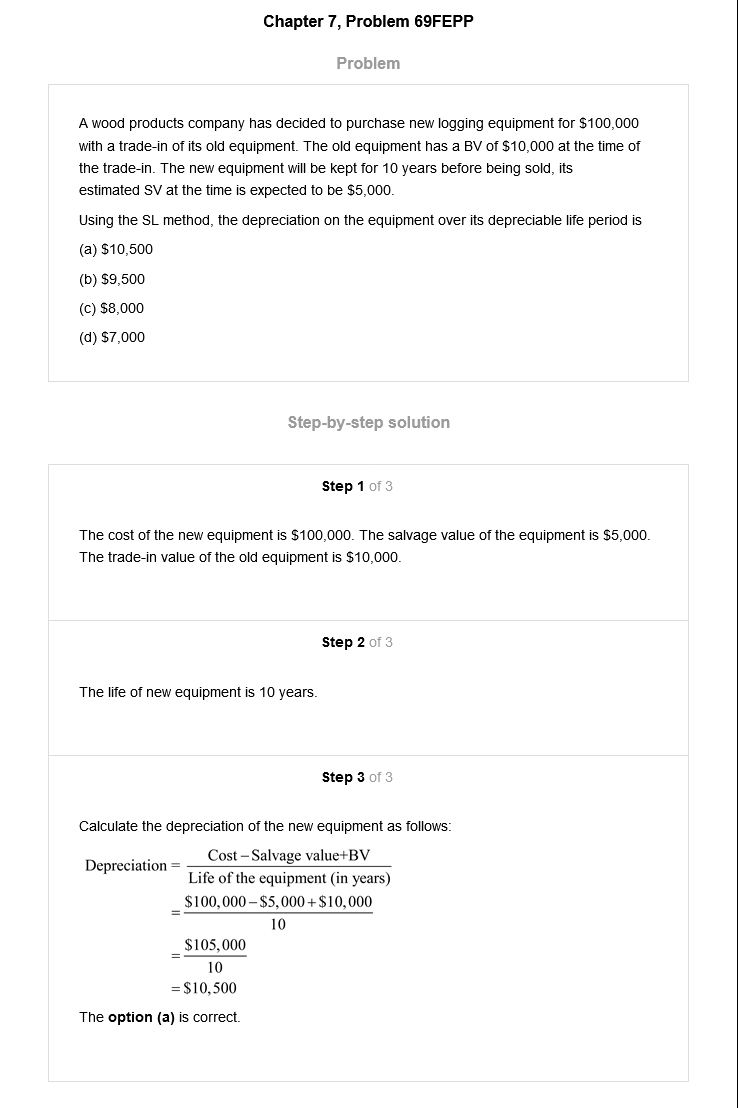 Chapter 7, Problem 69FEPP
Problem
A wood products company has decided to purchase new logging equipment for $100,000
with a trade-in of its old equipment. The old equipment has a BV of $10,000 at the time of
the trade-in. The new equipment will be kept for 10 years before being sold, its
estimated SV at the time is expected to be $5,000.
Using the SL method, the depreciation on the equipment over its depreciable life period is
(a) $10,500
(b) $9,500
(c) $8,000
(d) $7,000
Step-by-step solution
Step 1 of 3
The cost of the new equipment is $100,000. The salvage value of the equipment is $5,000.
The trade-in value of the old equipment is $10,000.
Step 2 of 3
The life of new equipment is 10 years.
Step 3 of 3
Calculate the depreciation of the new equipment as follows:
Depreciation = Cost – Salvage value+BV
Life of the equipment (in years)
= $100,000 – $5,000 + $10,000
10
= $105,000
10
= $10,500
The option (a) is correct.